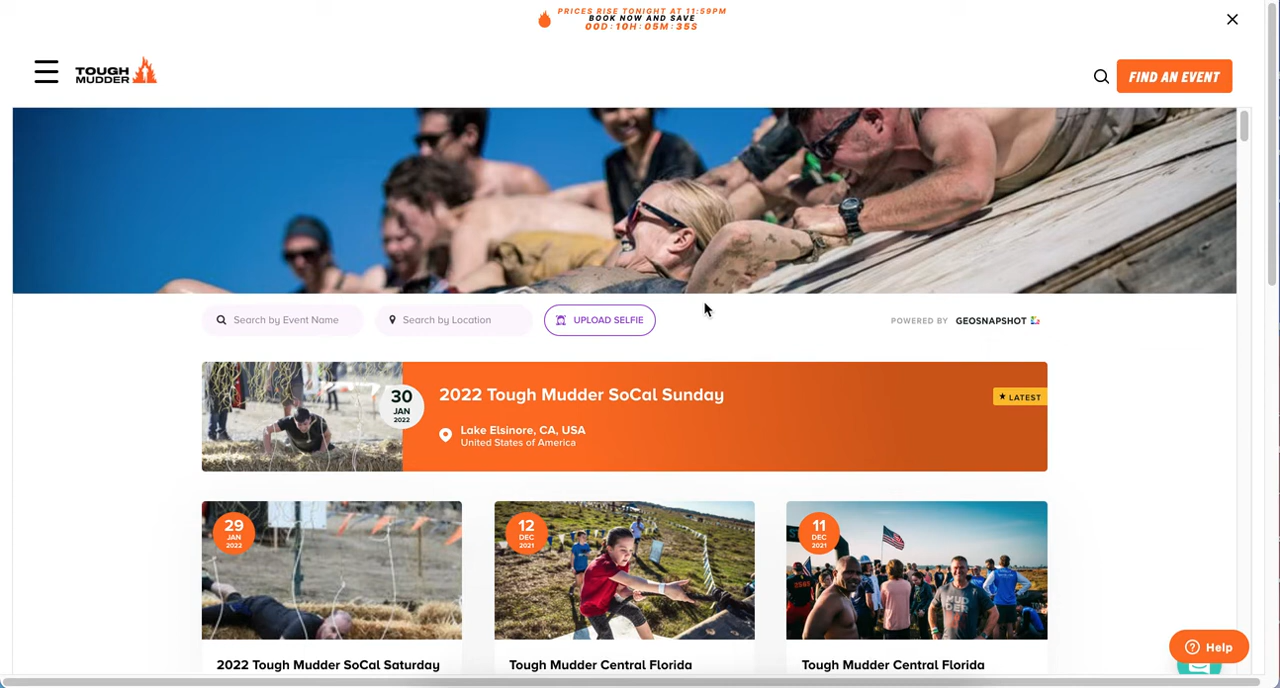 PRICES RISE TONIGHT AT 11:59PM
BOOK NOW AND SAVE
00D:10H:05M:35S
TOUGH
MUDDER
FIND AN EVENT
Search by Event Name
Search by Location
UPLOAD SELFIE
POWERED BY GEOSNAPSHOT
30
JAN
2022
2022 Tough Mudder SoCal Sunday
★ LATEST
Lake Elsinore, CA, USA
United States of America
29
JAN
2022
12
DEC
2021
11
DEC
2021
2022 Tough Mudder SoCal Saturday
Tough Mudder Central Florida
Tough Mudder Central Florida
Help